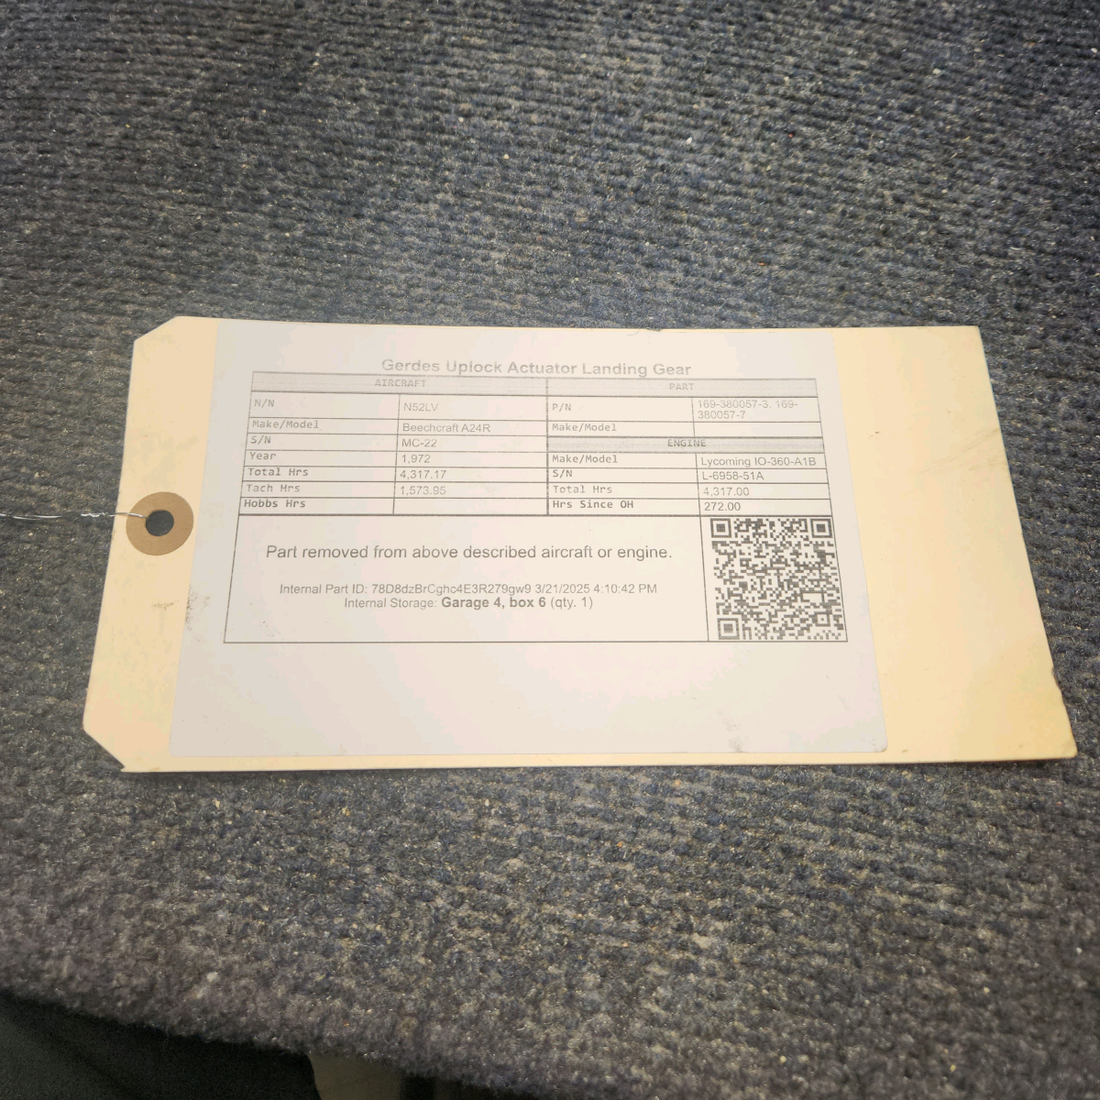 Gerdes Uplock Actuator Landing Gear
AIRCRAFT PART
N/N N52LV P/N 169-380057-3, 169-
380057-7
Make/Model Beechcraft A24R Make/Model
S/N MC-22 ENGINE
Year 1,972 Make/Model Lycoming IO-360-A1B
Total Hrs 4,317.17 S/N L-6958-51A
Tach Hrs 1,573.95 Total Hrs 4,317.00
Hobbs Hrs Hrs Since OH 272.00
Part removed from above described aircraft or engine.
Internal Part ID: 78D8dzBrCghc4E3R279gw9 3/21/2025 4:10:42 PM
Internal Storage: Garage 4, box 6 (qty. 1)